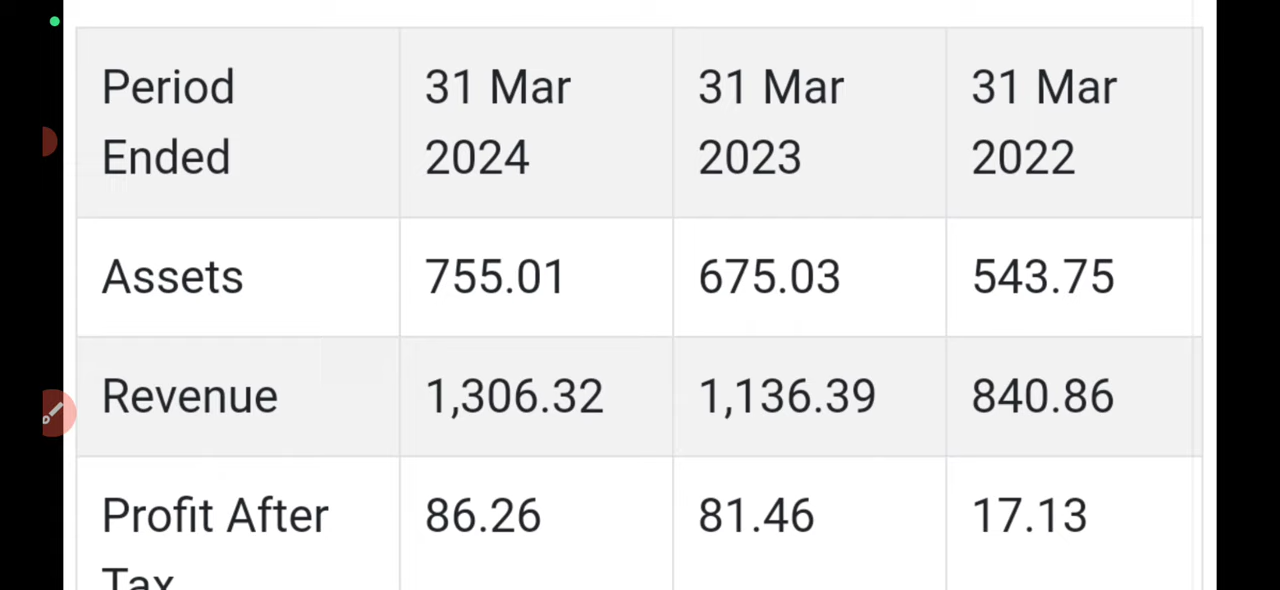 Period 31 Mar 31 Mar 31 Mar
Ended 2024 2023 2022
Assets 755.01 675.03 543.75
Revenue 1,306.32 1,136.39 840.86
Profit After 86.26 81.46 17.13
Tax